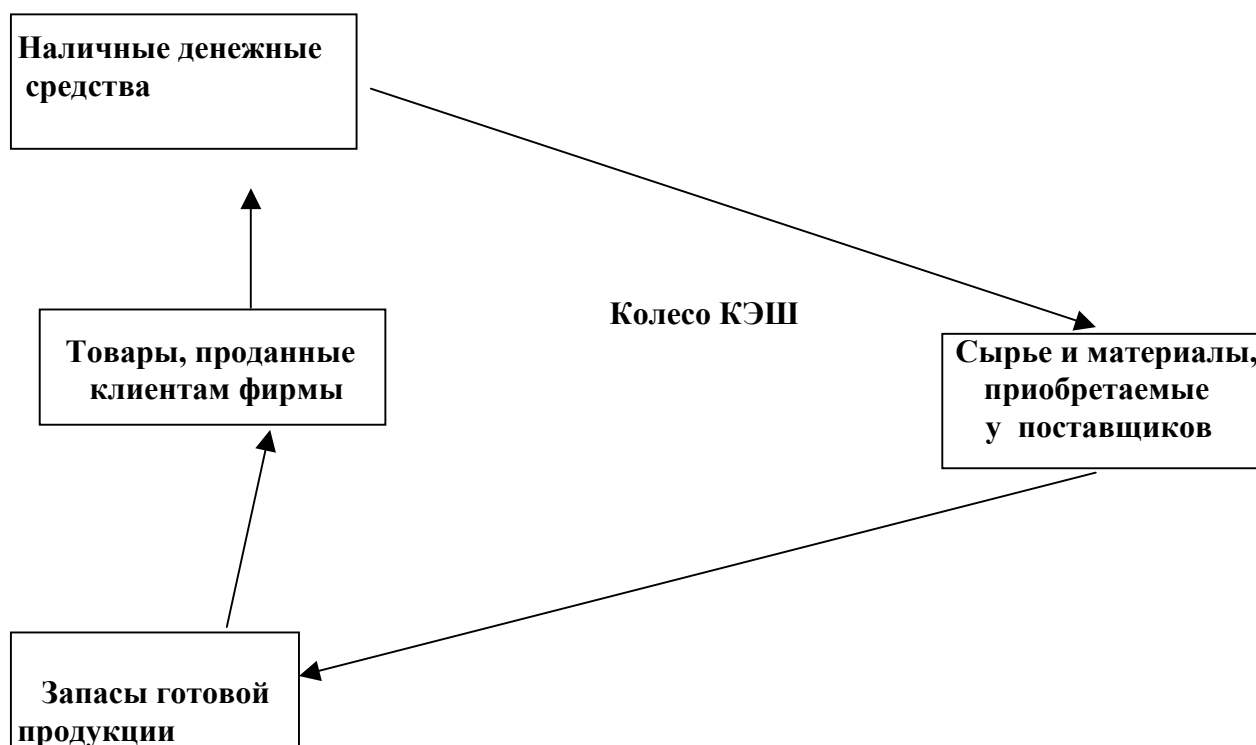 Наличные денежные
средства
Колесо КЭШ
Товары, проданные
клиентам фирмы
Сырье и материалы,
приобретаемые
у поставщиков
Запасы готовой
продукции